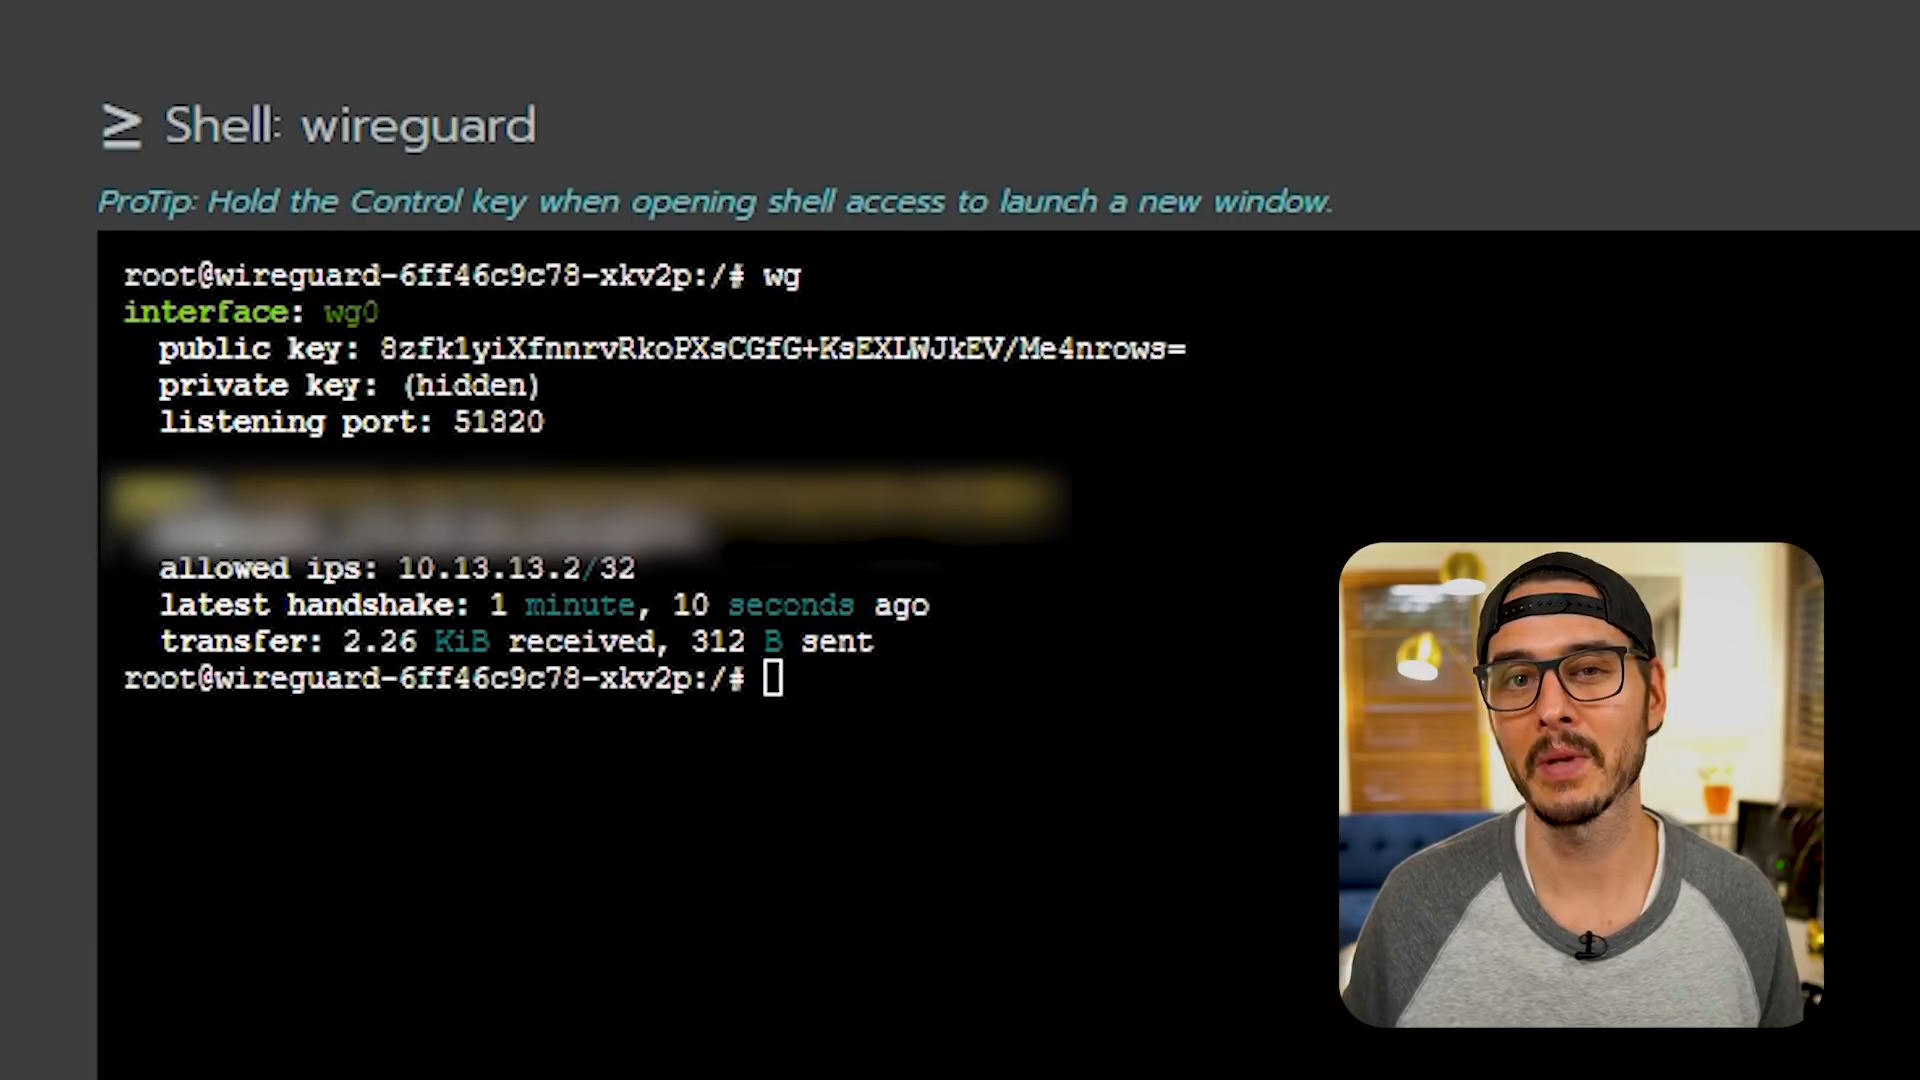 ≥ Shell: wireguard
ProTip: Hold the Control key when opening shell access to launch a new window.
root@wireguard-6ff46c9c78-xkv2p:/# wg
interface: wg0
public key: 8zfk1yiXfnnrvRkoPXsCGfG+KsEXLWJkEV/Me4nrows=
private key: (hidden)
listening port: 51820
allowed ips: 10.13.13.2/32
latest handshake: 1 minute, 10 seconds ago
transfer: 2.26 KiB received, 312 B sent
root@wireguard-6ff46c9c78-xkv2p:/#